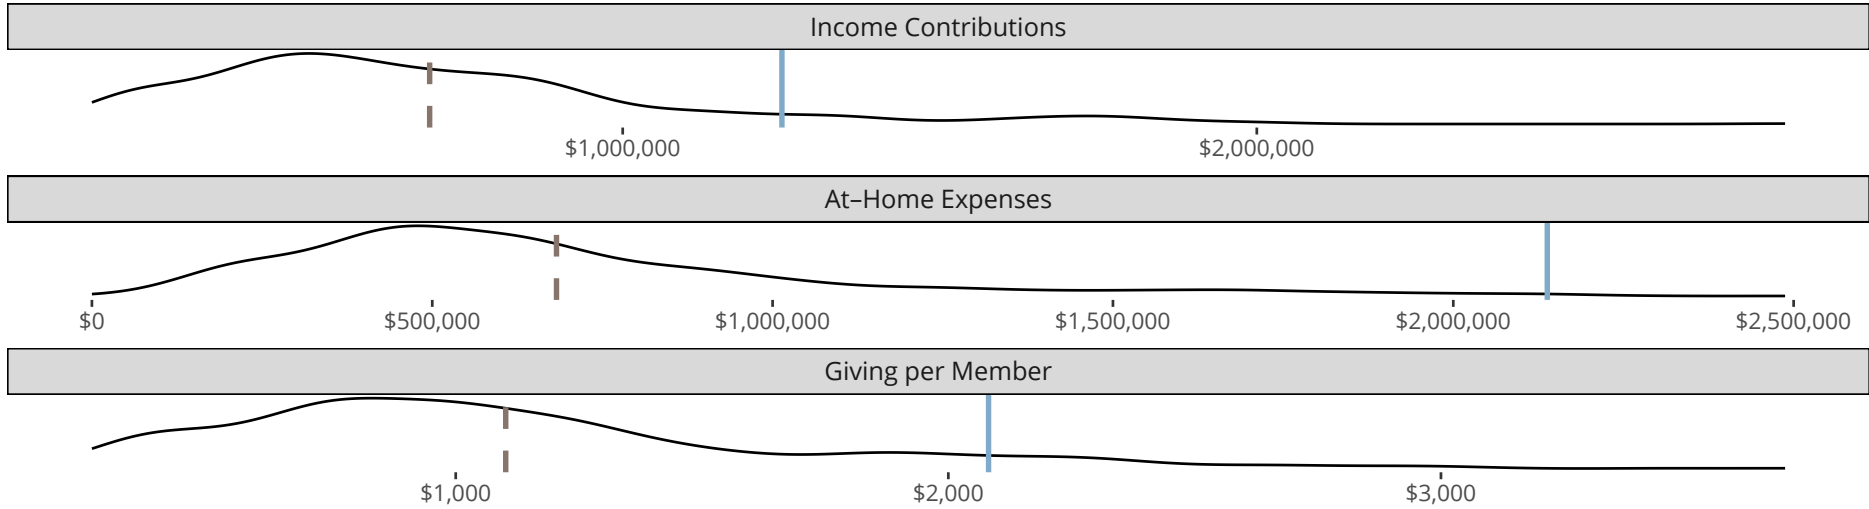 Income Contributions
$1,000,000 $2,000,000
At–Home Expenses
$0 $500,000 $1,000,000 $1,500,000 $2,000,000 $2,500,000
Giving per Member
$1,000 $2,000 $3,000